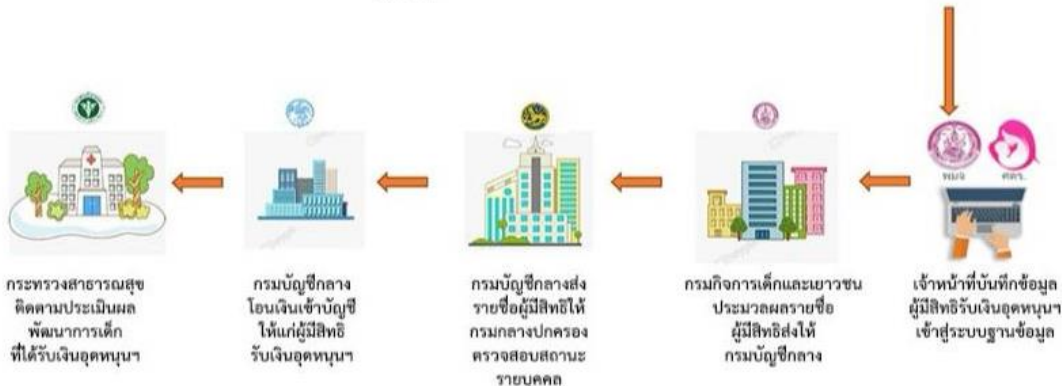 พมจ
ศดว.
กระทรวงสาธารณสุข
ติดตามประเมินผล
พัฒนาการเด็ก
ที่ได้รับเงินอุดหนุนฯ
กรมบัญชีกลาง
โอนเงินเข้าบัญชี
ให้แก่ผู้มีสิทธิ
รับเงินอุดหนุนฯ
กรมบัญชีกลางส่ง
รายชื่อผู้มีสิทธิให้
กรมกลางปกครอง
ตรวจสอบสถานะ
รายบุคคล
กรมกิจการเด็กและเยาวชน
ประมวลผลรายชื่อ
ผู้มีสิทธิส่งให้
กรมบัญชีกลาง
เจ้าหน้าที่บันทึกข้อมูล
ผู้มีสิทธิรับเงินอุดหนุนฯ
เข้าสู่ระบบฐานข้อมูล